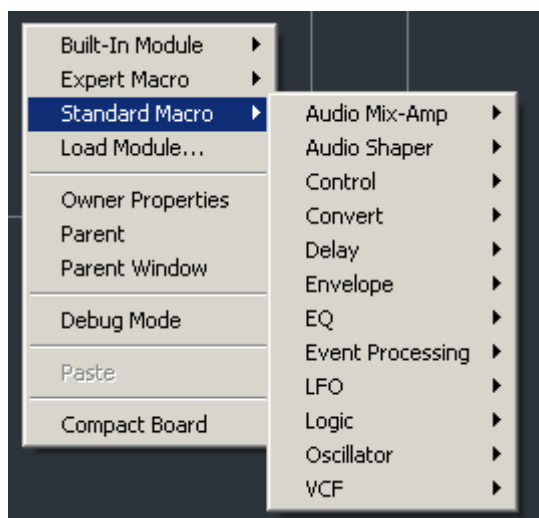 Built-In Module
Expert Macro
Standard Macro
Load Module...
Owner Properties
Parent
Parent Window
Debug Mode
Paste
Compact Board
Audio Mix-Amp
Audio Shaper
Control
Convert
Delay
Envelope
EQ
Event Processing
LFO
Logic
Oscillator
VCF